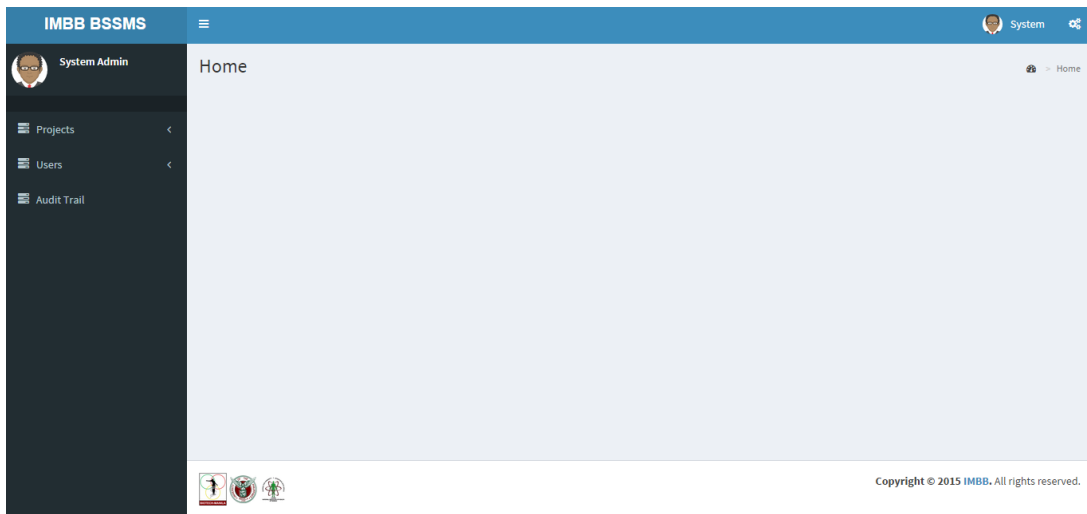 IMBB BSSMS
System
System Admin
Home
> Home
Projects
Users
Audit Trail
Copyright © 2015 IMBB. All rights reserved.